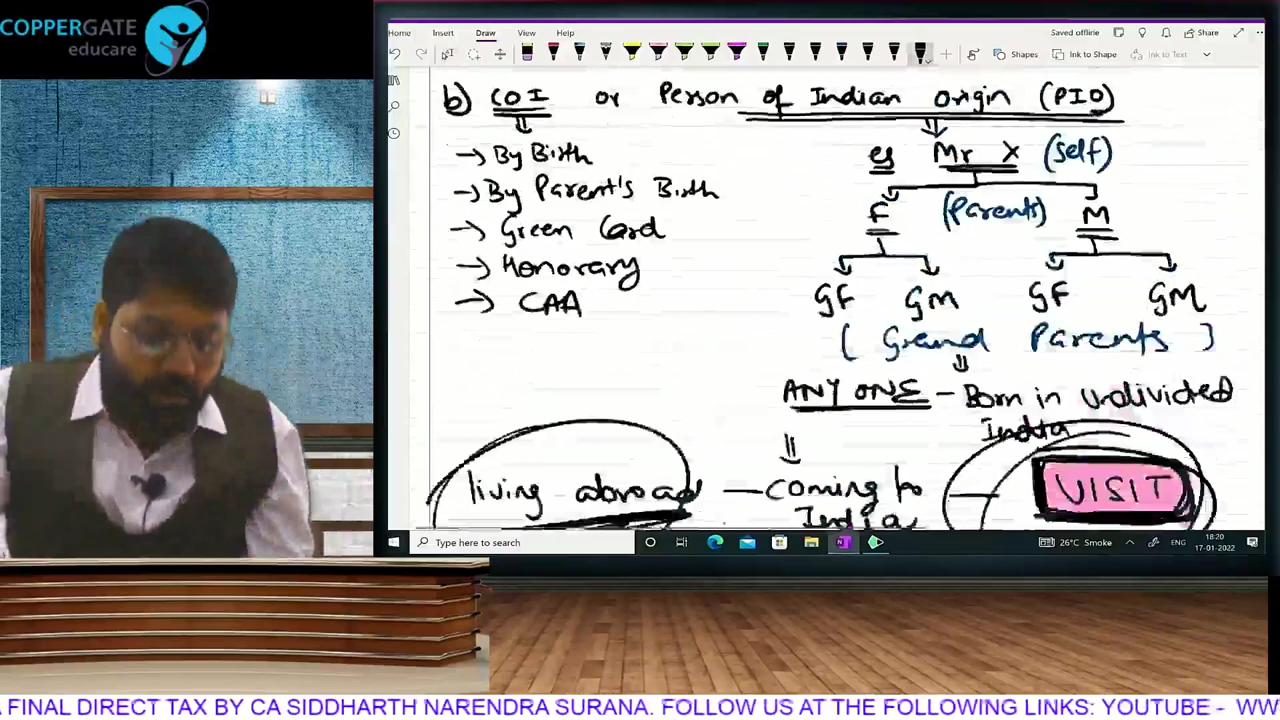 COPPERGATE
educare
Home Insert Draw View Help
Saved offline
Share
Shapes
Ink to Shape
Ink to Text
b) COI or Person of Indian origin (PIO)
→ By Birth
→ By Parent's Birth
→ Green Card
→ Honorary
→ CAA
eg Mr X (Self)
F (Parents) M
GF GM GF GM
( Grand Parents )
ANY ONE - Born in undivided
India
living abroad — coming to
India
— VISIT
Type here to search
26°C Smoke
ENG
18:20
17-01-2022
FINAL DIRECT TAX BY CA SIDDHARTH NARENDRA SURANA. FOLLOW US AT THE FOLLOWING LINKS: YOUTUBE - WW